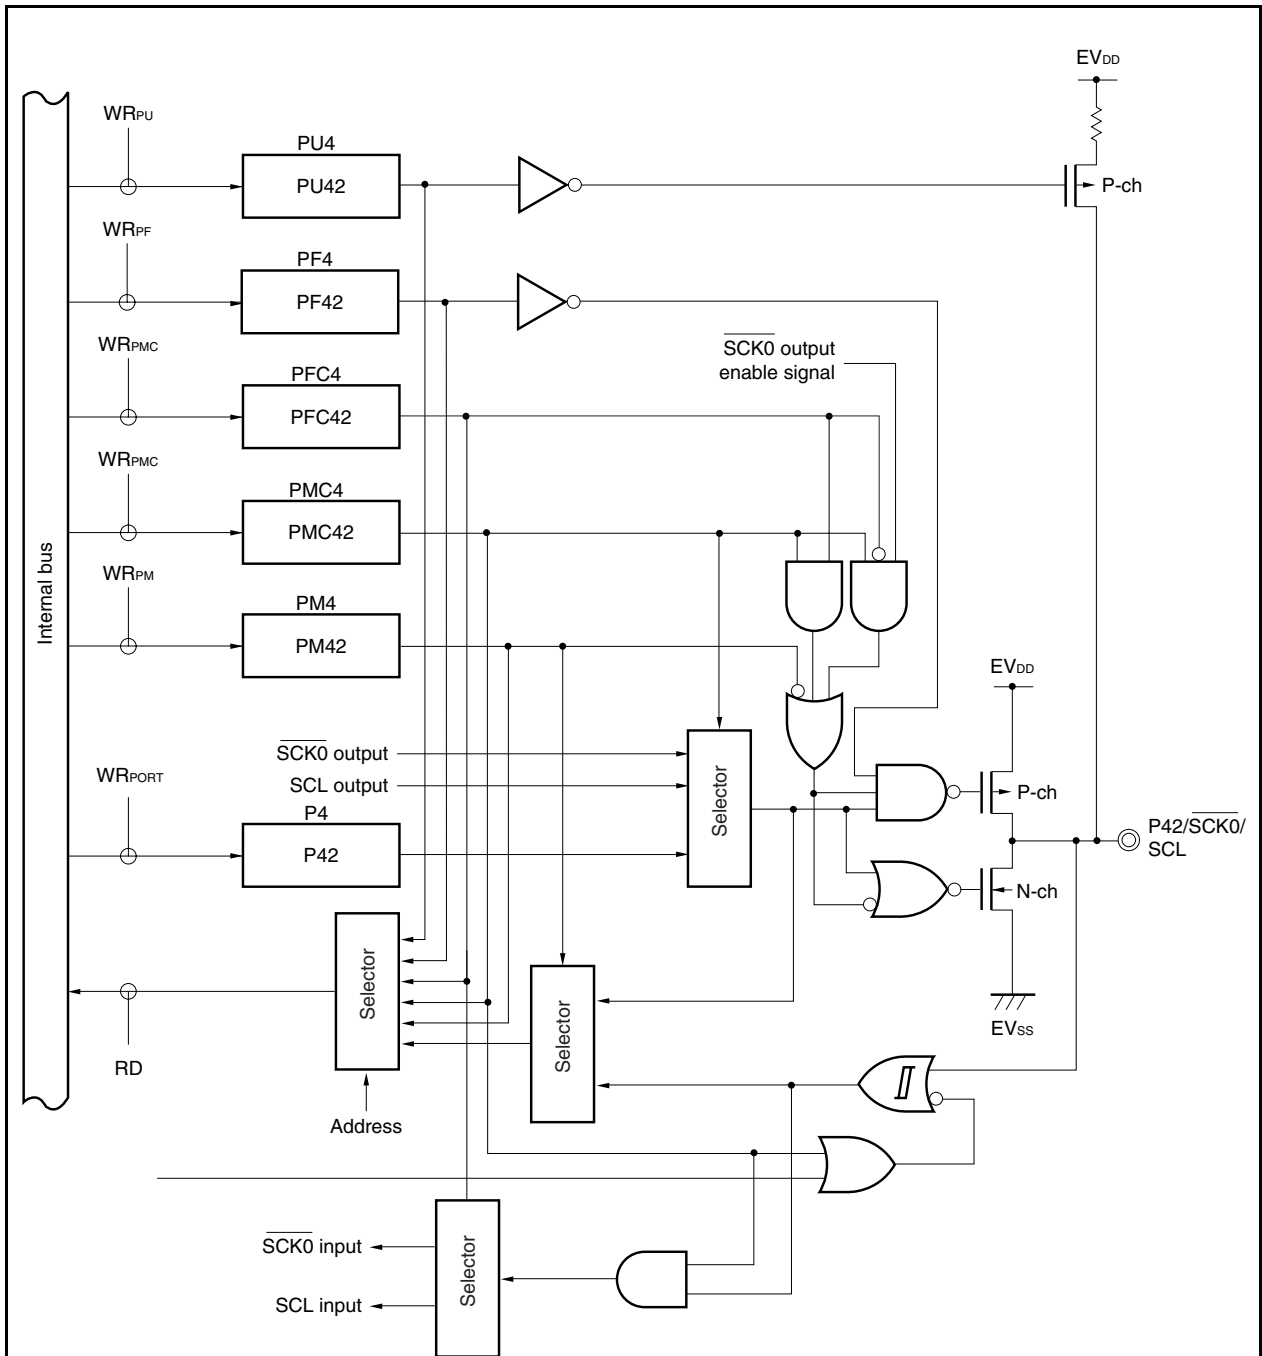 EVDD
WRPU
PU4
PU42
P-ch
WRPF
PF4
PF42
SCK0 output
enable signal
WRPMC
PFC4
PFC42
WRPMC
PMC4
PMC42
Internal bus
WRPM
PM4
PM42
EVDD
SCK0 output
SCL output
Selector
WRPORT
P4
P42
P-ch
P42/SCK0/
SCL
N-ch
Selector
Selector
EVSS
RD
Address
Selector
SCK0 input
SCL input